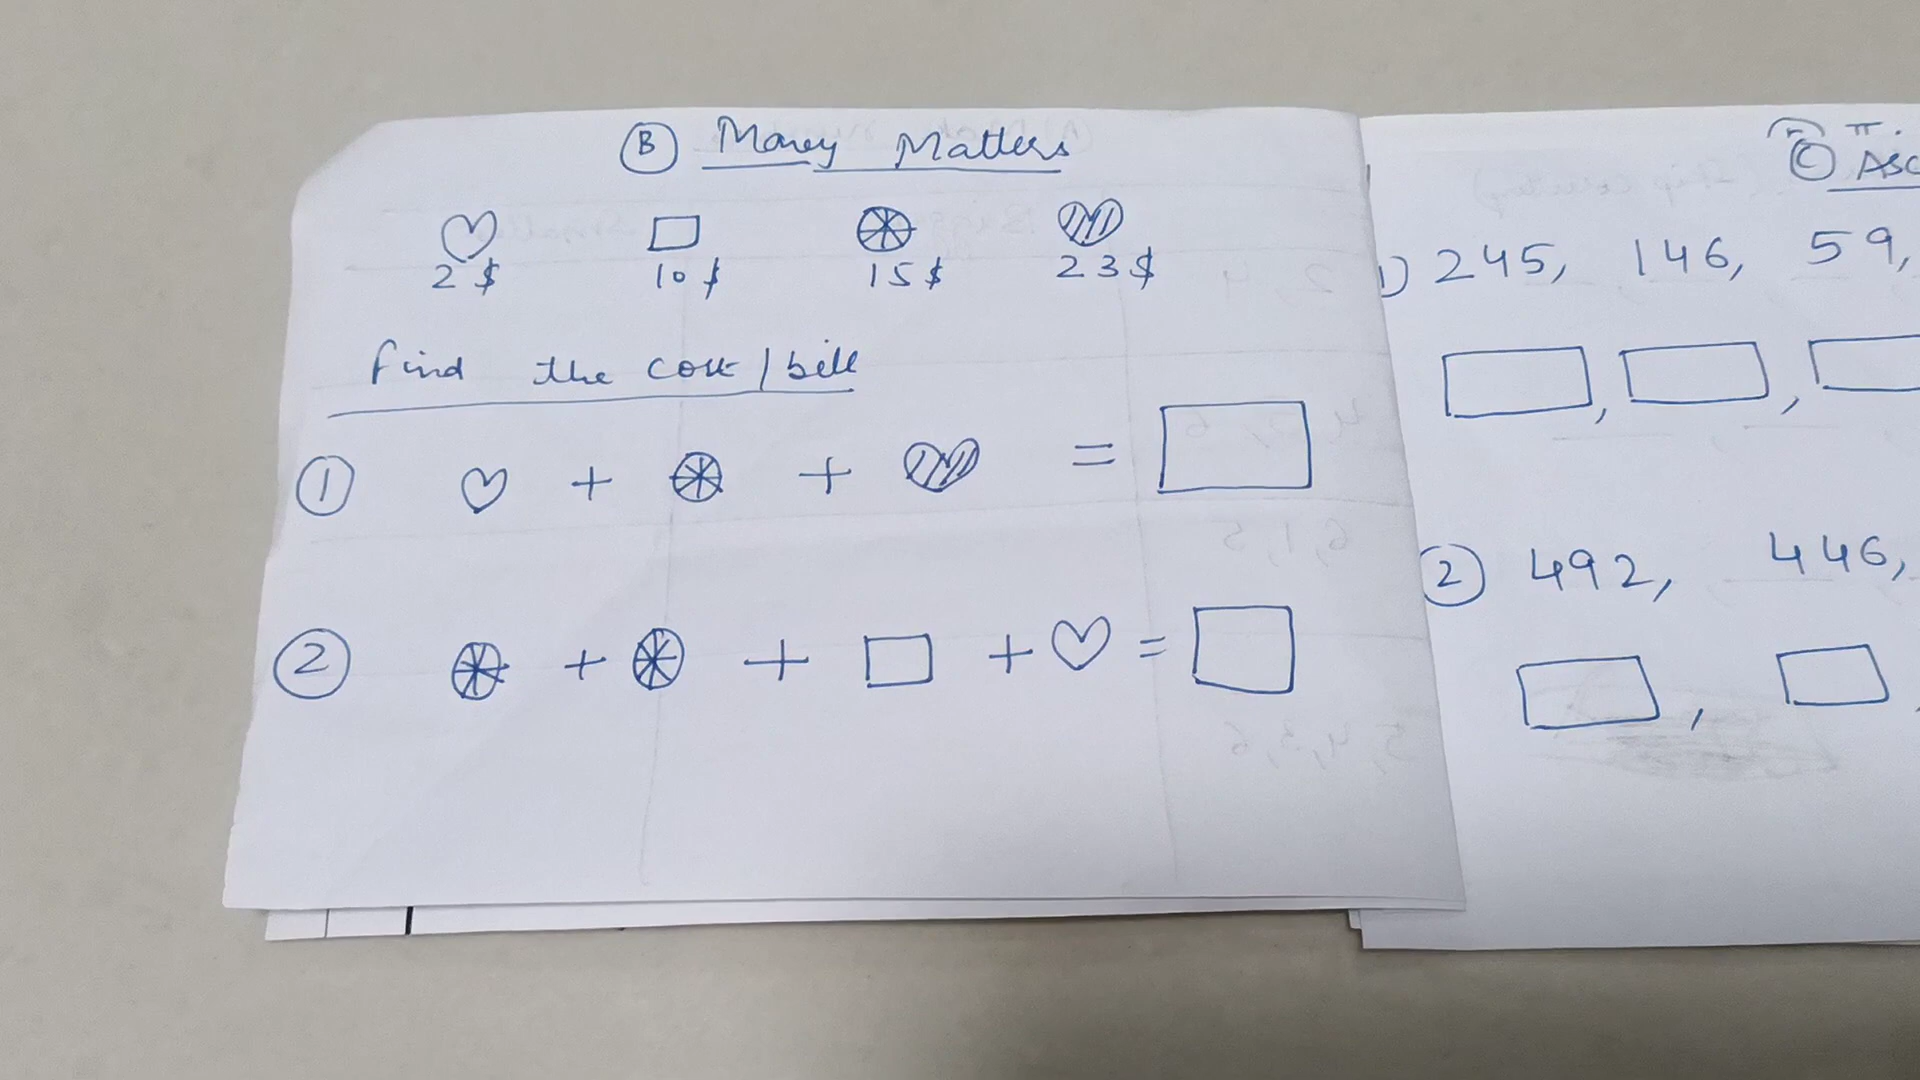 B Money Matters
2 $ 10 $ 15 $ 23 $
Find the cost / bill
1 + + =
2 + + + =
C ASC
1) 245, 146, 59,
, ,
2 492, 446,
, ,